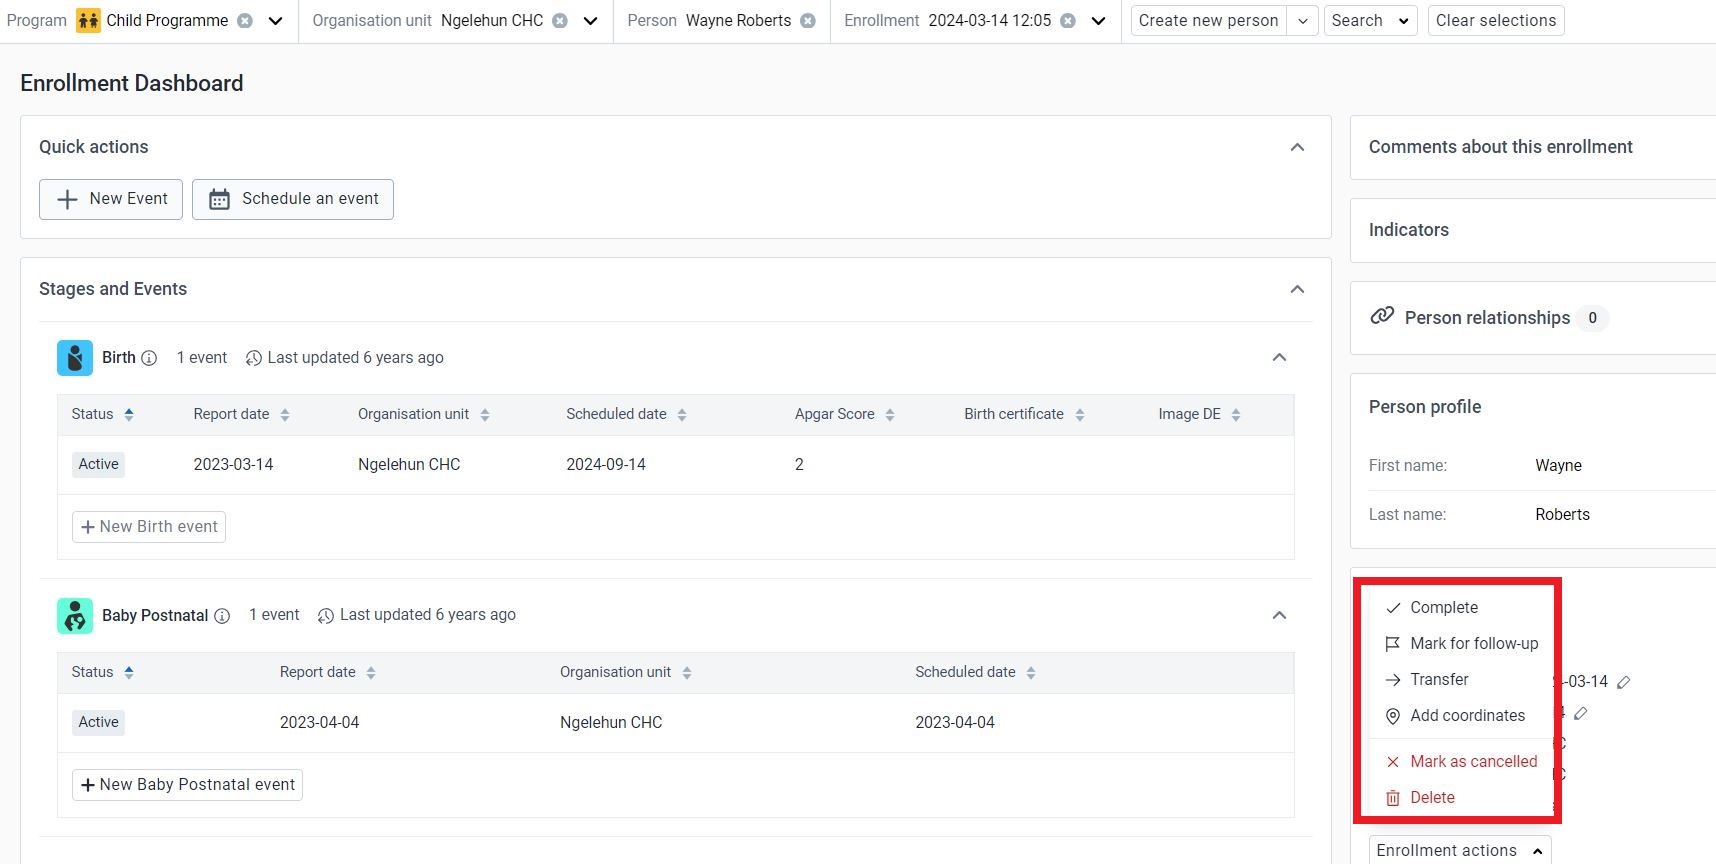 Program Child Programme Organisation unit Ngelehun CHC Person Wayne Roberts Enrollment 2024-03-14 12:05 Create new person Search Clear selections
Enrollment Dashboard
Quick actions
New Event Schedule an event
Stages and Events
Birth 1 event Last updated 6 years ago
Status Report date Organisation unit Scheduled date Apgar Score Birth certificate Image DE
Active 2023-03-14 Ngelehun CHC 2024-09-14 2
New Birth event
Baby Postnatal 1 event Last updated 6 years ago
Status Report date Organisation unit Scheduled date
Active 2023-04-04 Ngelehun CHC 2023-04-04
New Baby Postnatal event
Comments about this enrollment
Indicators
Person relationships 0
Person profile
First name: Wayne
Last name: Roberts
Complete
Mark for follow-up
Transfer
-03-14
Add coordinates
Mark as cancelled
Delete
Enrollment actions